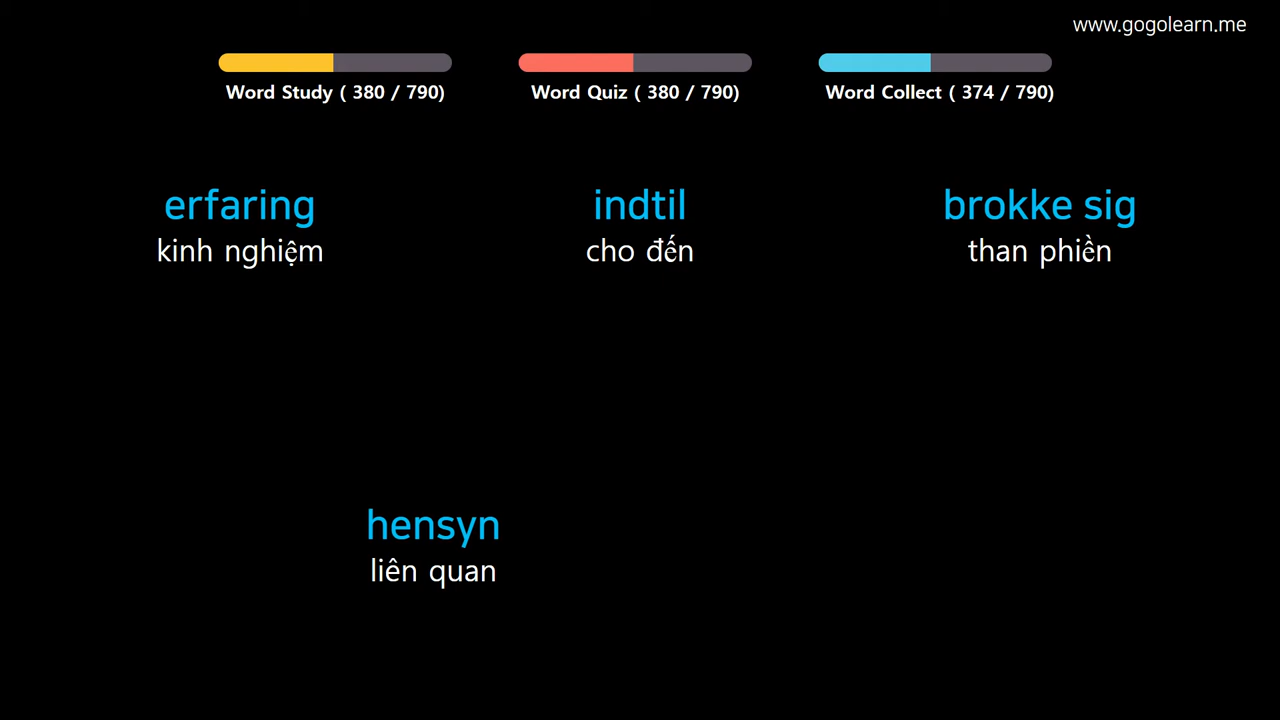 www.gogolearn.me
Word Study ( 380 / 790)
Word Quiz ( 380 / 790)
Word Collect ( 374 / 790)
erfaring
kinh nghiệm
indtil
cho đến
brokke sig
than phiền
hensyn
liên quan